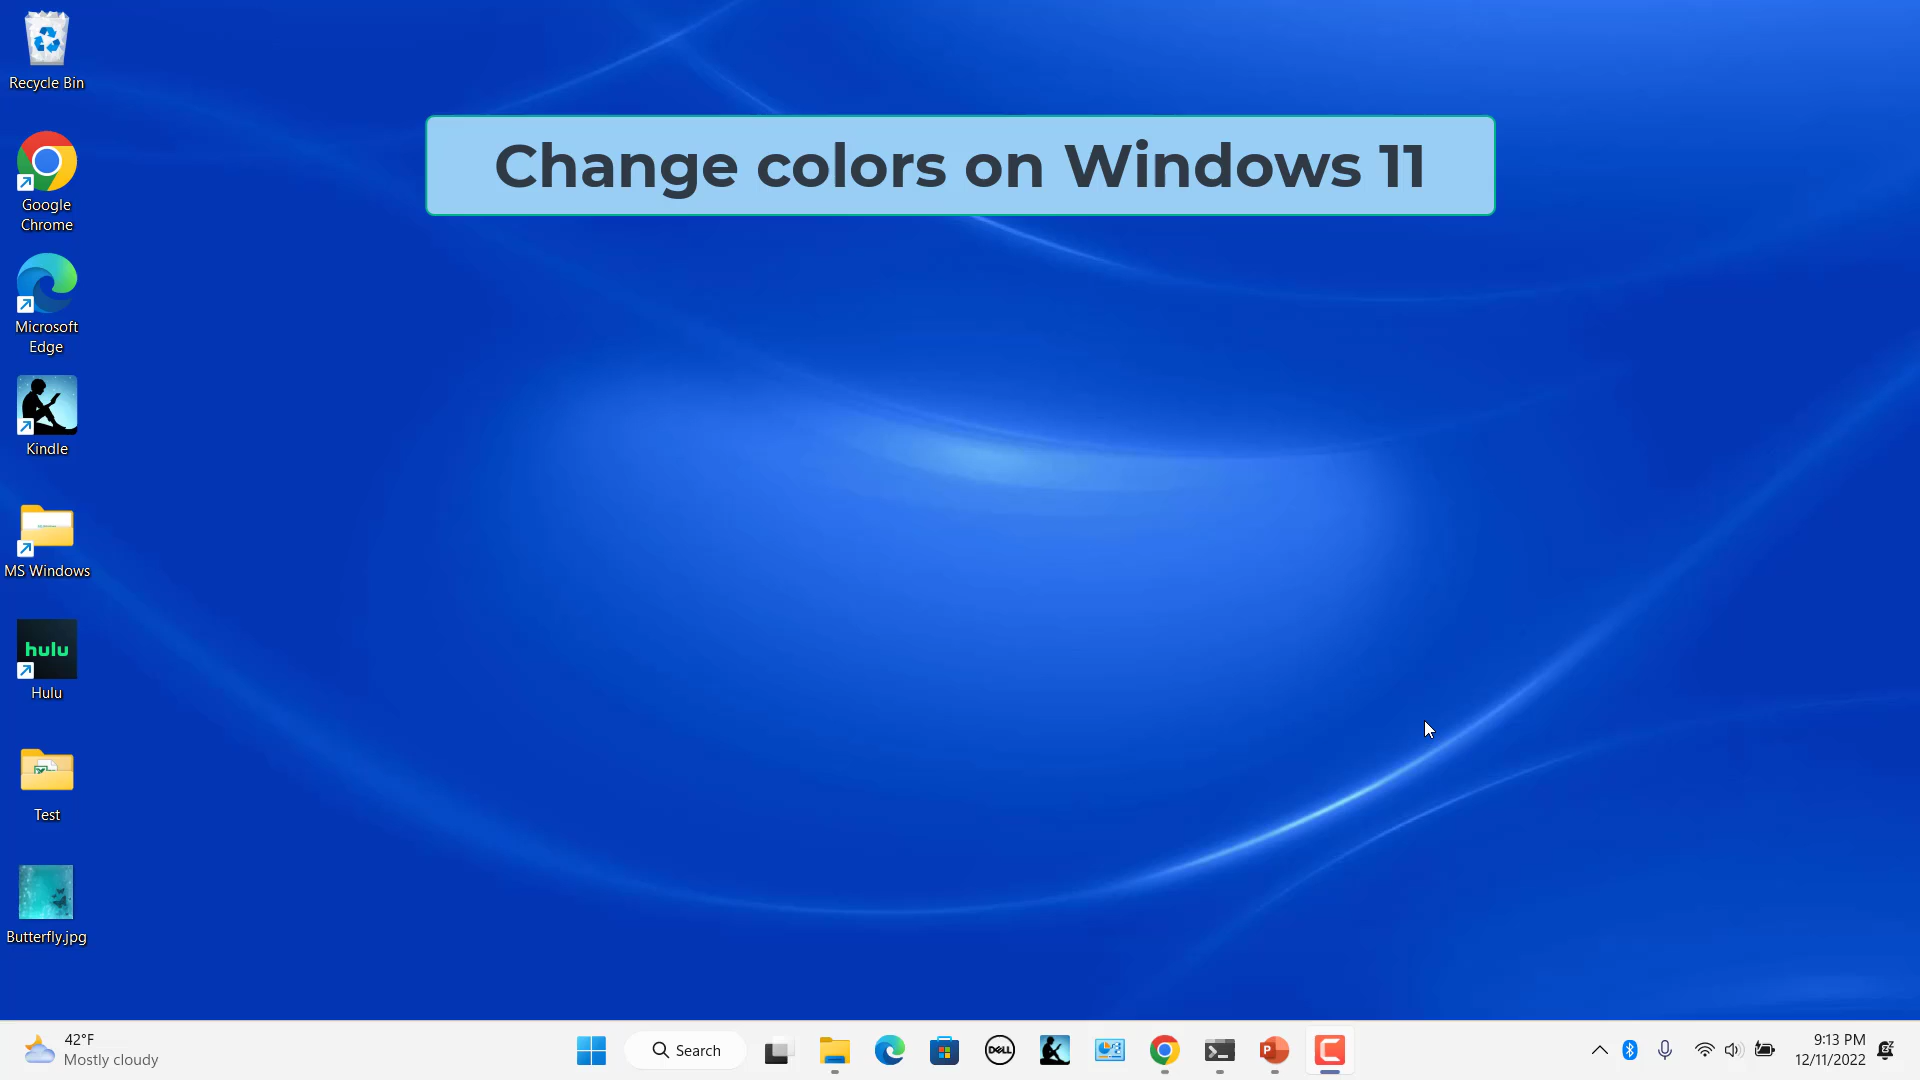 Recycle Bin
Change colors on Windows 11
Google
Chrome
Microsoft
Edge
Kindle
MS Windows
hulu
Hulu
Test
Butterfly.jpg
42°F
Mostly cloudy
Search
DELL
P
9:13 PM
12/11/2022